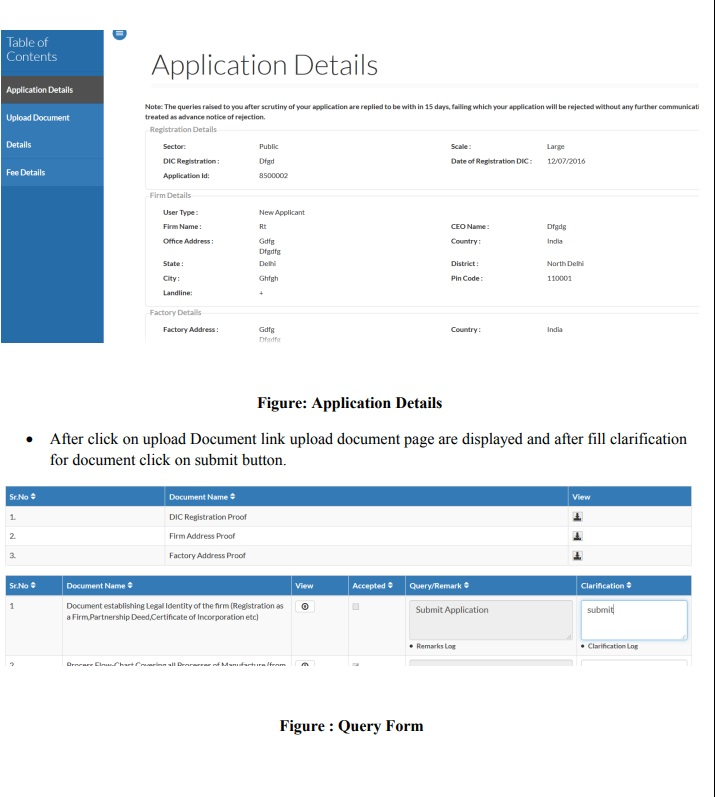 Table of
Contents
Application Details
Upload Document
Details
Fee Details
Application Details
Note: The queries raised to you after scrutiny of your application are replied to be with in 15 days, failing which your application will be rejected without any further communicati
treated as advance notice of rejection.
Registration Details
Sector: Public Scale : Large
DIC Registration : Dfgd Date of Registration DIC : 12/07/2016
Application Id: 8500002
Firm Details
User Type : New Applicant
Firm Name : Rt CEO Name : Dfgdg
Office Address : Gdfg Country : India
Dfgdfg
State : Delhi District : North Delhi
City : Ghfgh Pin Code : 110001
Landline: +
Factory Details
Factory Address : Gdfg Country : India
Dfgdfg
Figure: Application Details
• After click on upload Document link upload document page are displayed and after fill clarification
for document click on submit button.
Sr.No Document Name View
1. DIC Registration Proof
2. Firm Address Proof
3. Factory Address Proof
Sr.No Document Name View Accepted Query/Remark Clarification
1 Document establishing Legal Identity of the firm (Registration as Submit Application submit
a Firm,Partnership Deed,Certificate of Incorporation etc)
• Remarks Log • Clarification Log
2 Process Flow-Chart Covering all Processes of Manufacture (from
Figure : Query Form